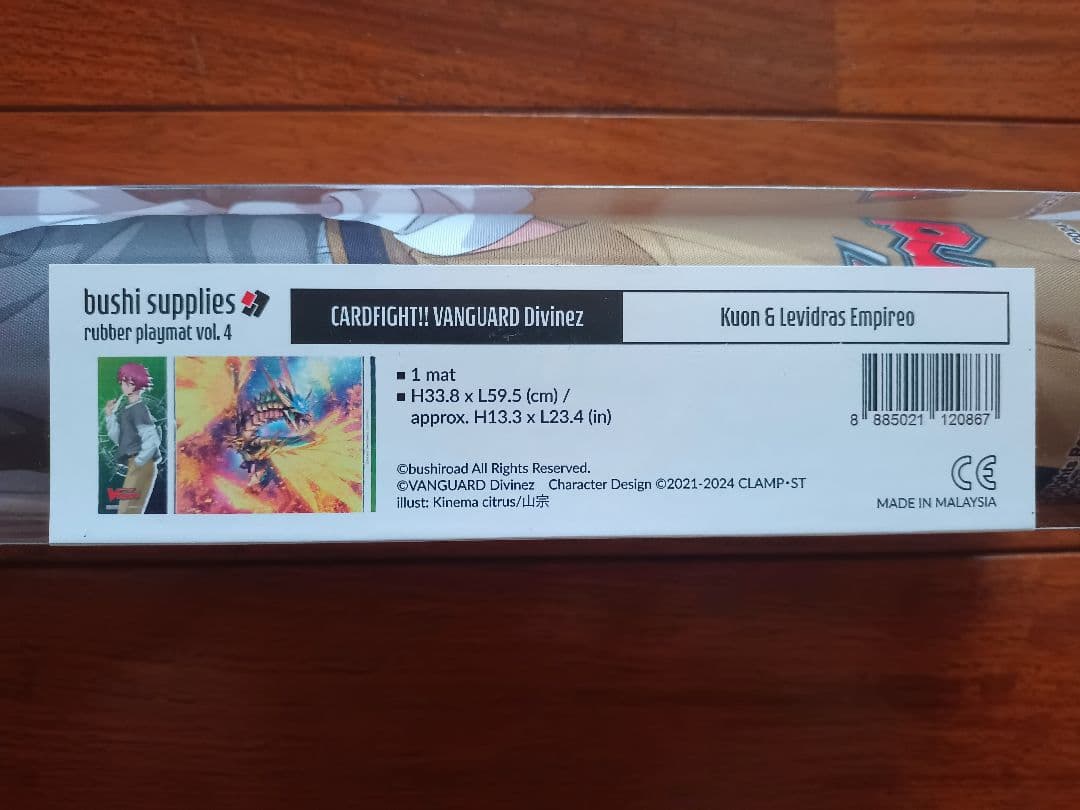 bushi supplies
rubber playmat vol. 4
CARDFIGHT!! VANGUARD Divinez
Kuon & Levidras Empireo
■ 1 mat
■ H33.8 x L59.5 (cm) /
approx. H13.3 x L23.4 (in)
8 885021 120867
©bushiroad All Rights Reserved.
©VANGUARD Divinez Character Design ©2021-2024 CLAMP・ST
illust: Kinema citrus/山宗
CE
MADE IN MALAYSIA